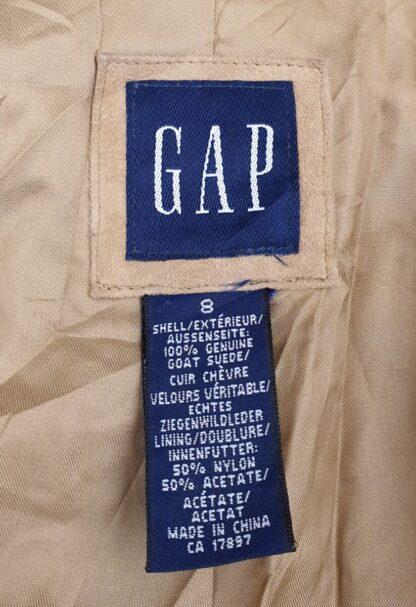 GAP
8
SHELL/EXTÉRIEUR/
AUSSENSEITE:
100% GENUINE
GOAT SUEDE/
CUIR CHÈVRE
VELOURS VÉRITABLE/
ECHTES
ZIEGENWILDLEDER
LINING/DOUBLURE/
INNENFUTTER:
50% NYLON
50% ACETATE/
ACÉTATE/
ACETAT
MADE IN CHINA
CA 17897